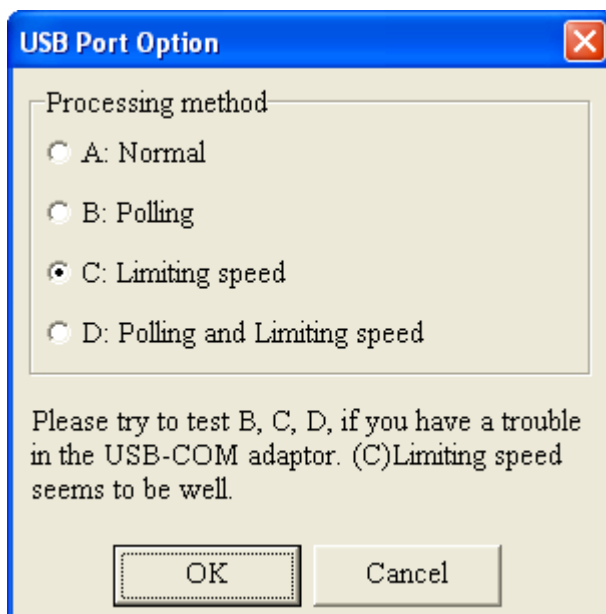 USB Port Option
Processing method
A: Normal
B: Polling
C: Limiting speed
D: Polling and Limiting speed
Please try to test B, C, D, if you have a trouble
in the USB-COM adaptor. (C)Limiting speed
seems to be well.
OK Cancel